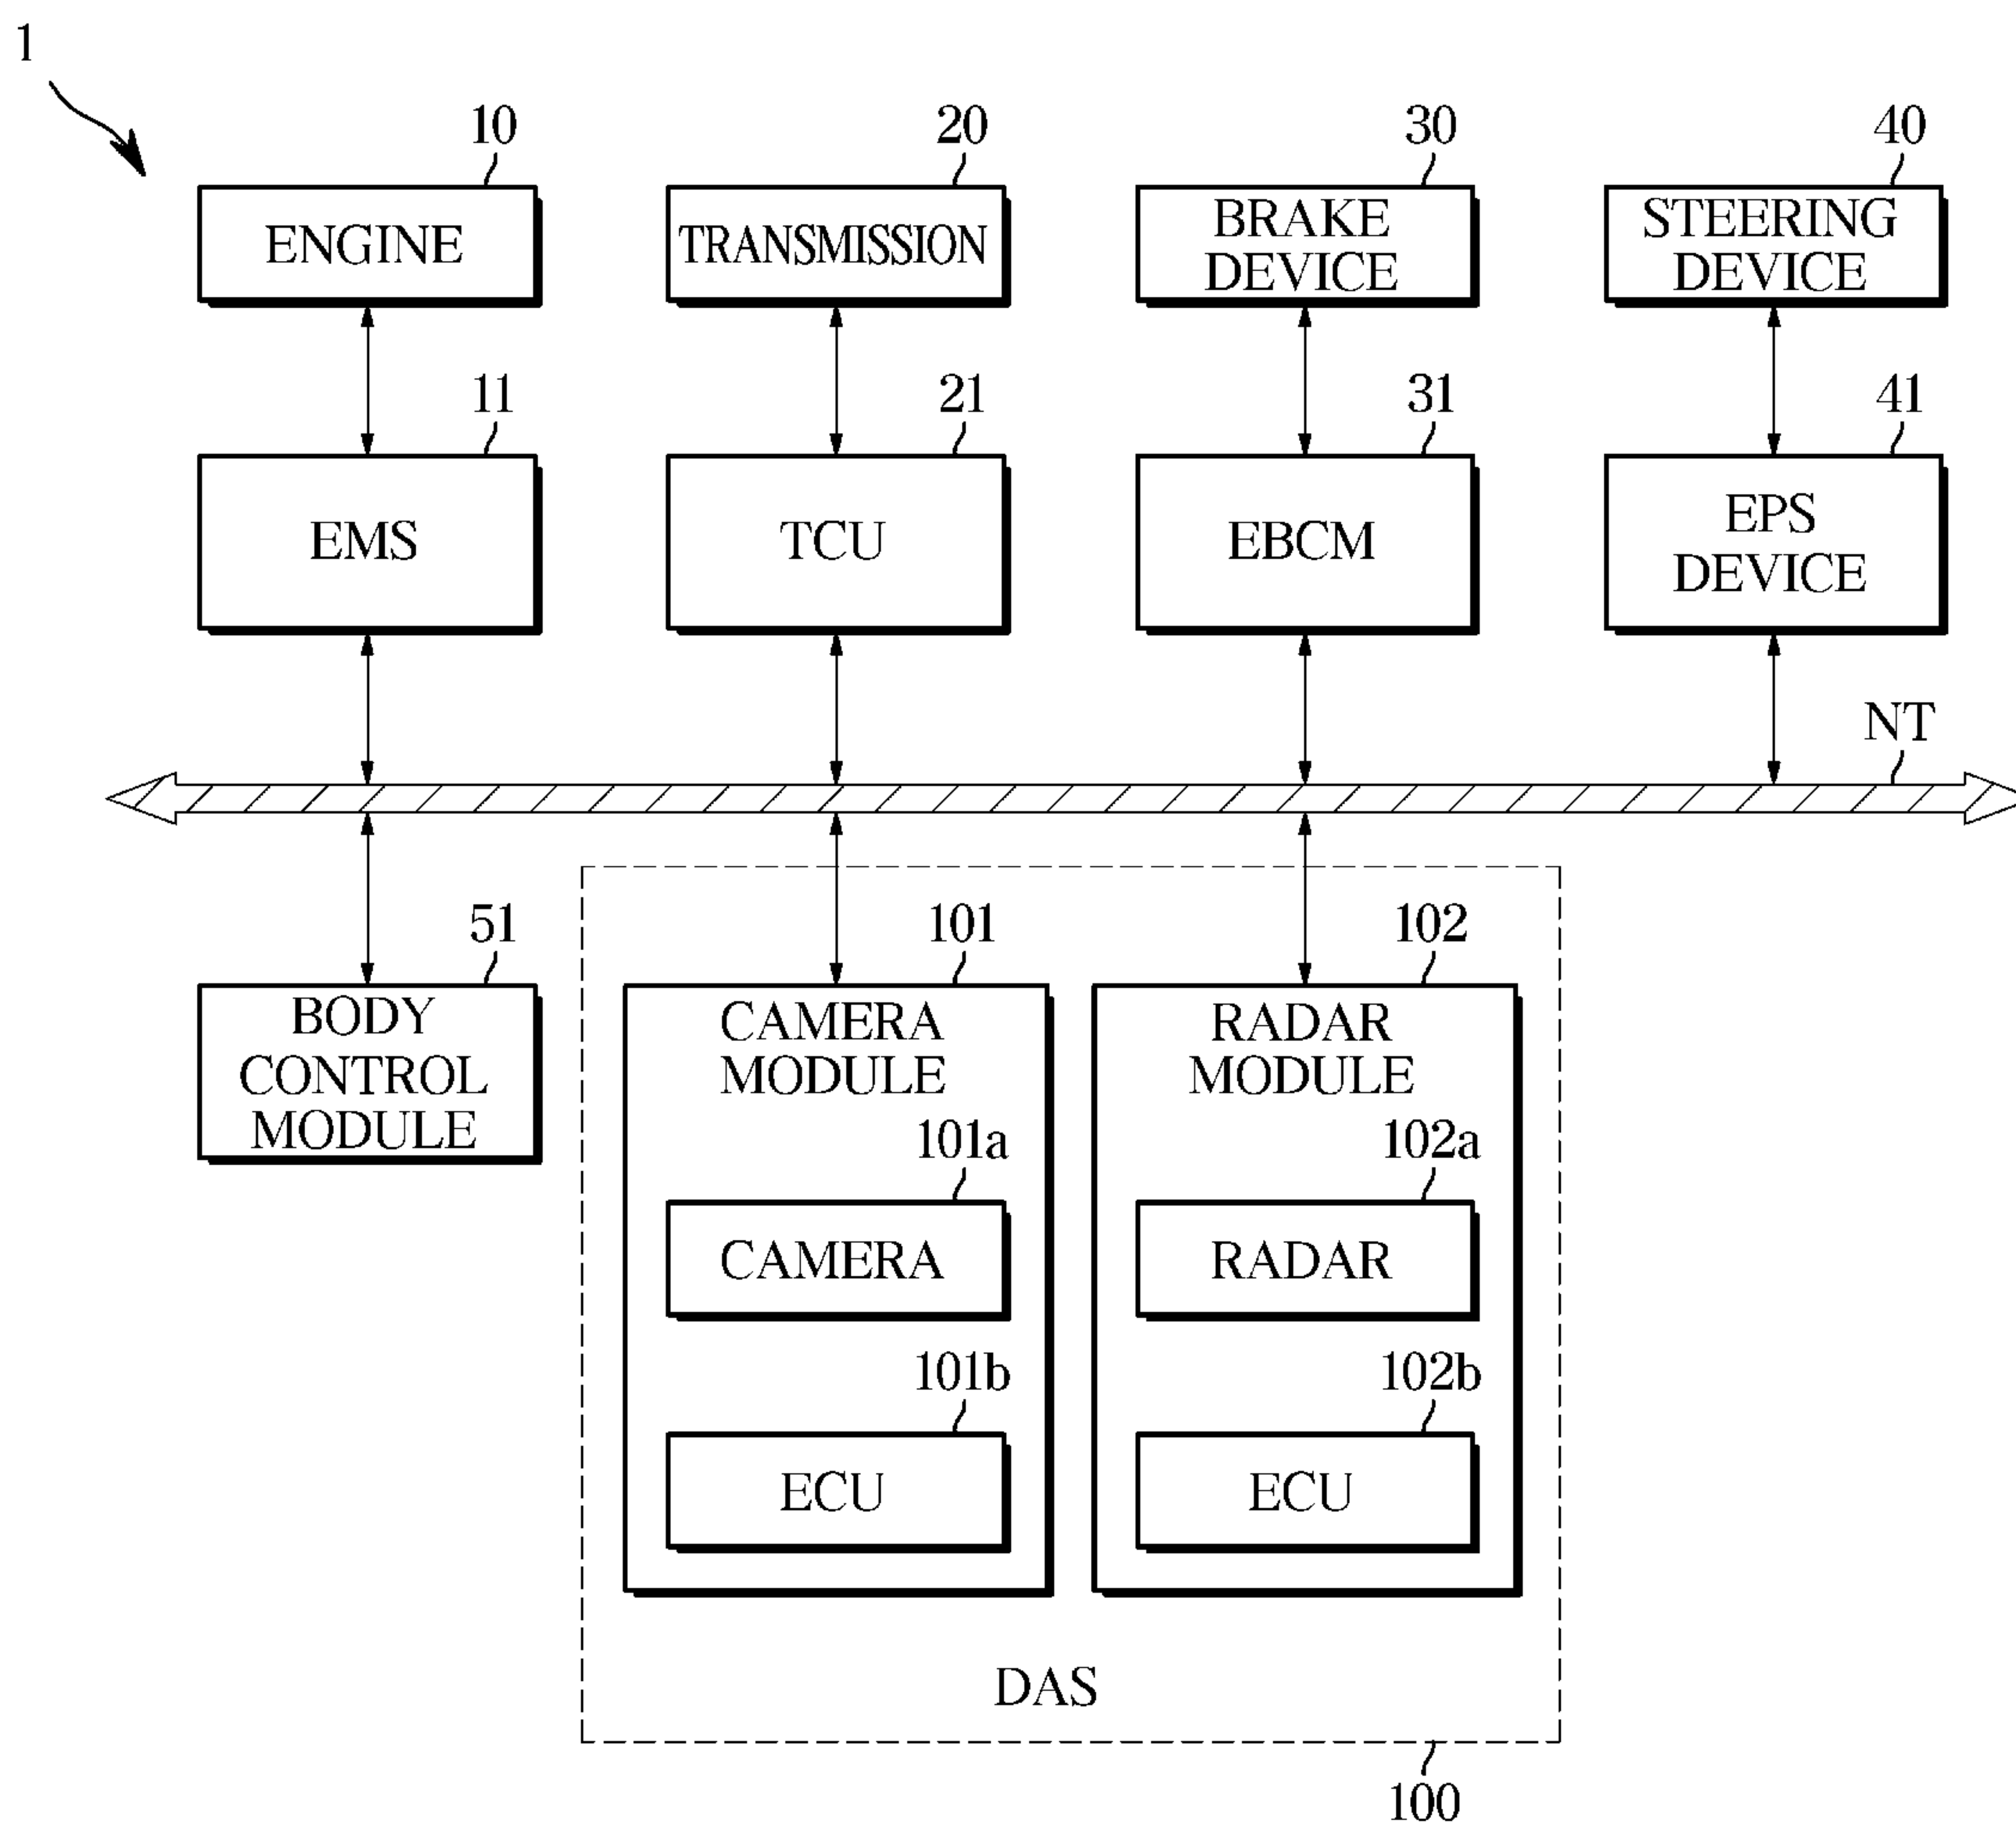 1
10
20
30
40
ENGINE
TRANSMISSION
BRAKE
DEVICE
STEERING
DEVICE
11
21
31
41
EMS
TCU
EBCM
EPS
DEVICE
NT
51
101
102
BODY
CONTROL
MODULE
CAMERA
MODULE
RADAR
MODULE
101a
102a
CAMERA
RADAR
101b
102b
ECU
ECU
DAS
100